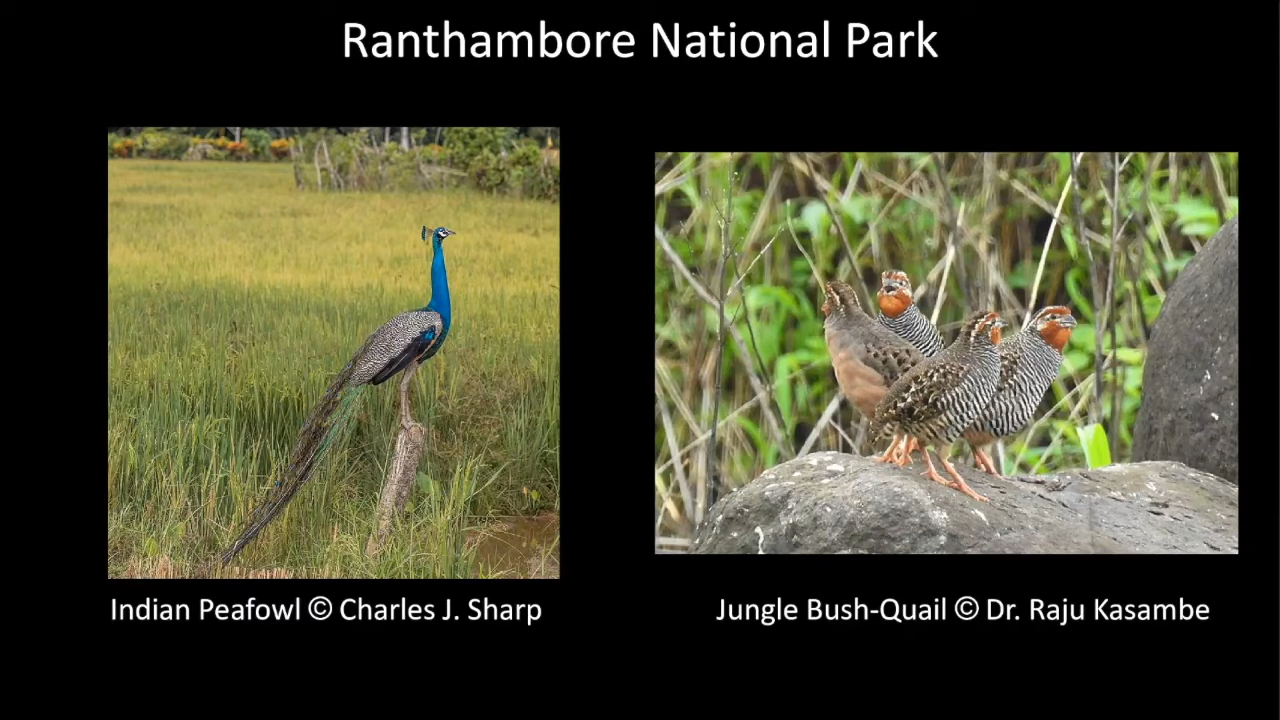 Ranthambore National Park
Indian Peafowl © Charles J. Sharp
Jungle Bush-Quail © Dr. Raju Kasambe